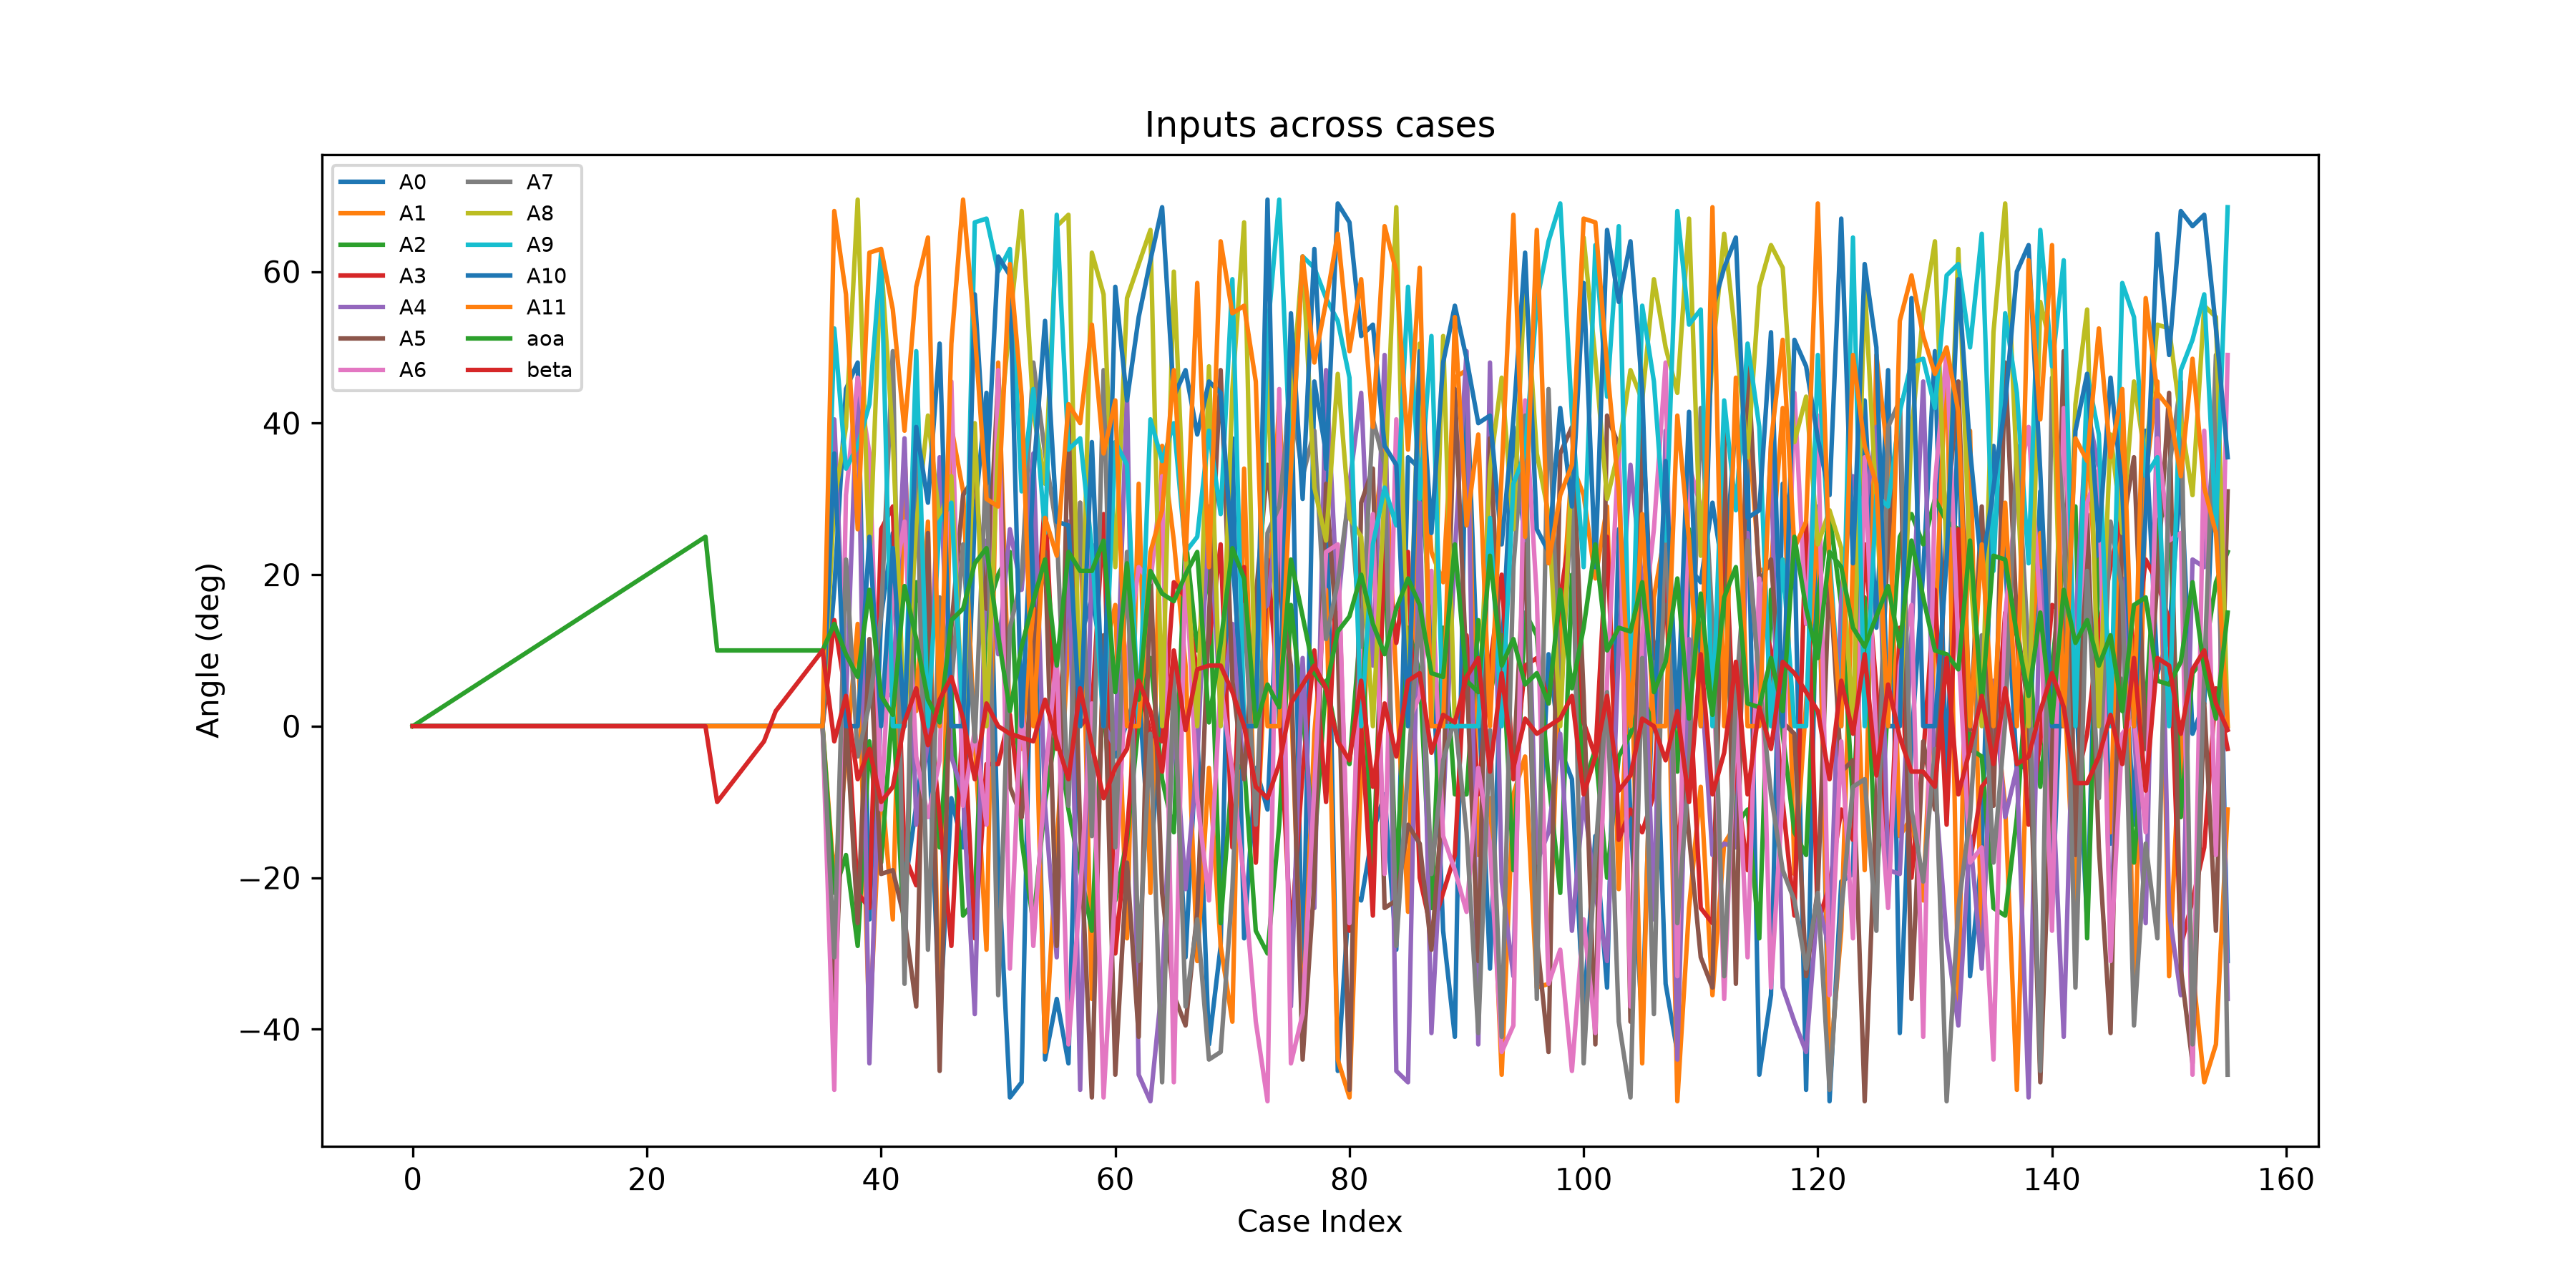 Inputs across cases
A0 A7
A1 A8
A2 A9
A3 A10
A4 A11
A5 aoa
A6 beta
60
40
20
0
−20
−40
Angle (deg)
0 20 40 60 80 100 120 140 160
Case Index